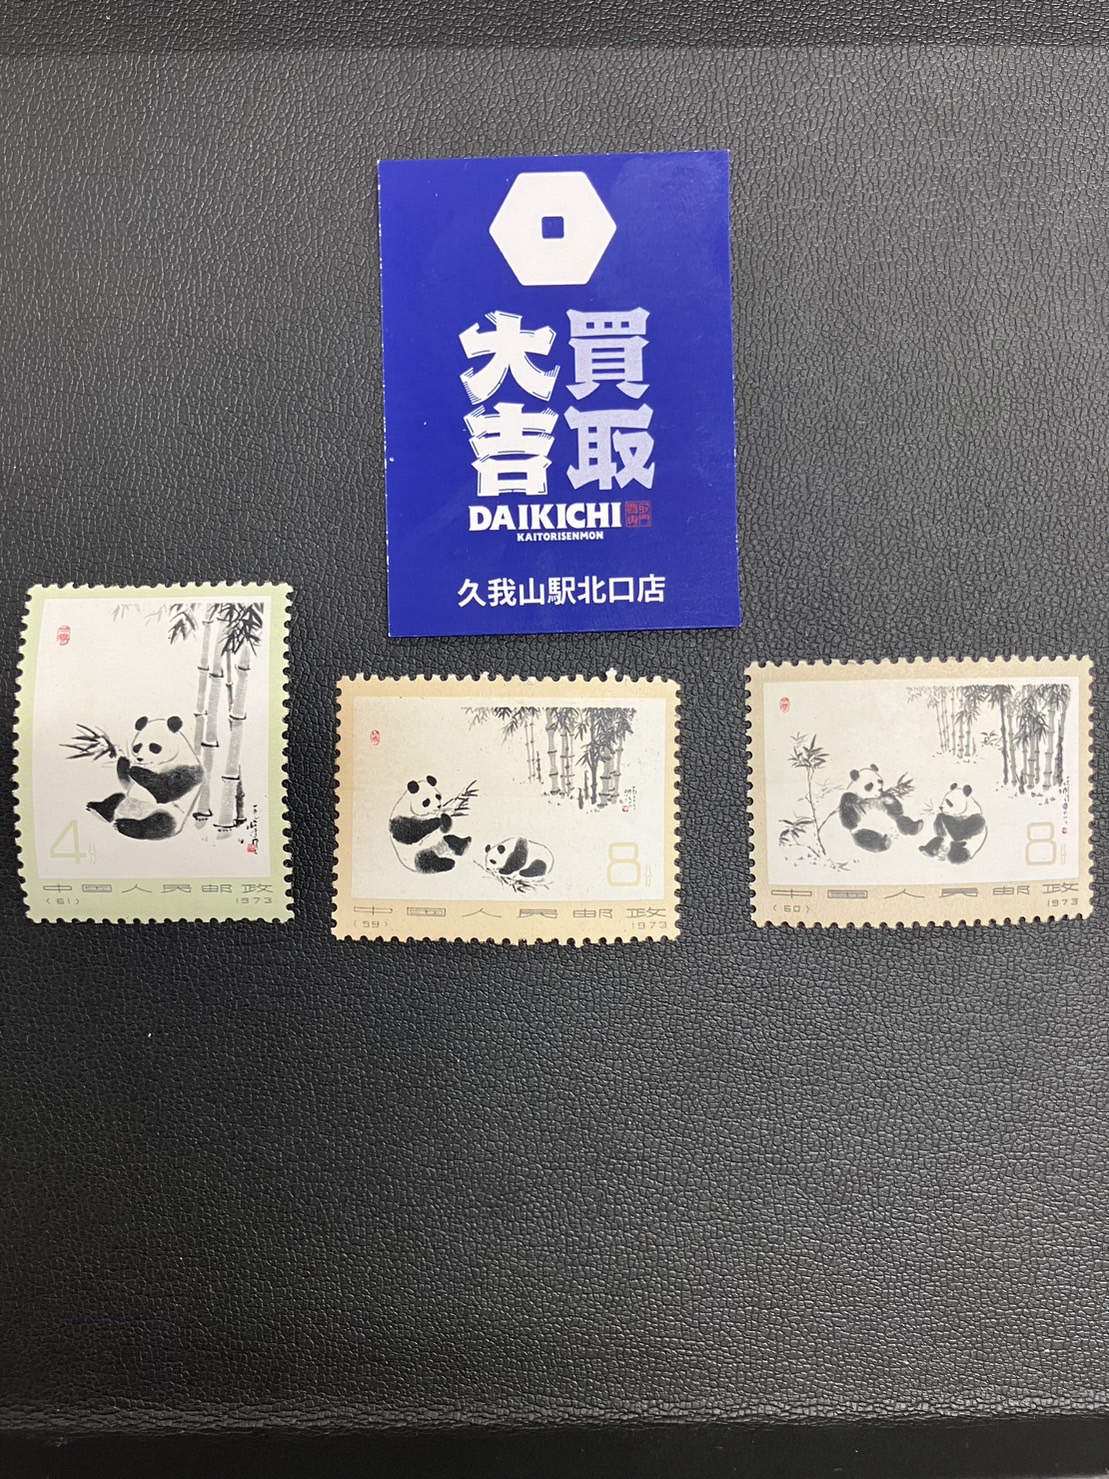 大吉
買取
DAIKICHI
KAITORISENMON
久我山駅北口店
4分
中国人民邮政
(61) 1973
8分
中国人民邮政
(59) 1973
8分
中国人民邮政
(60) 1973